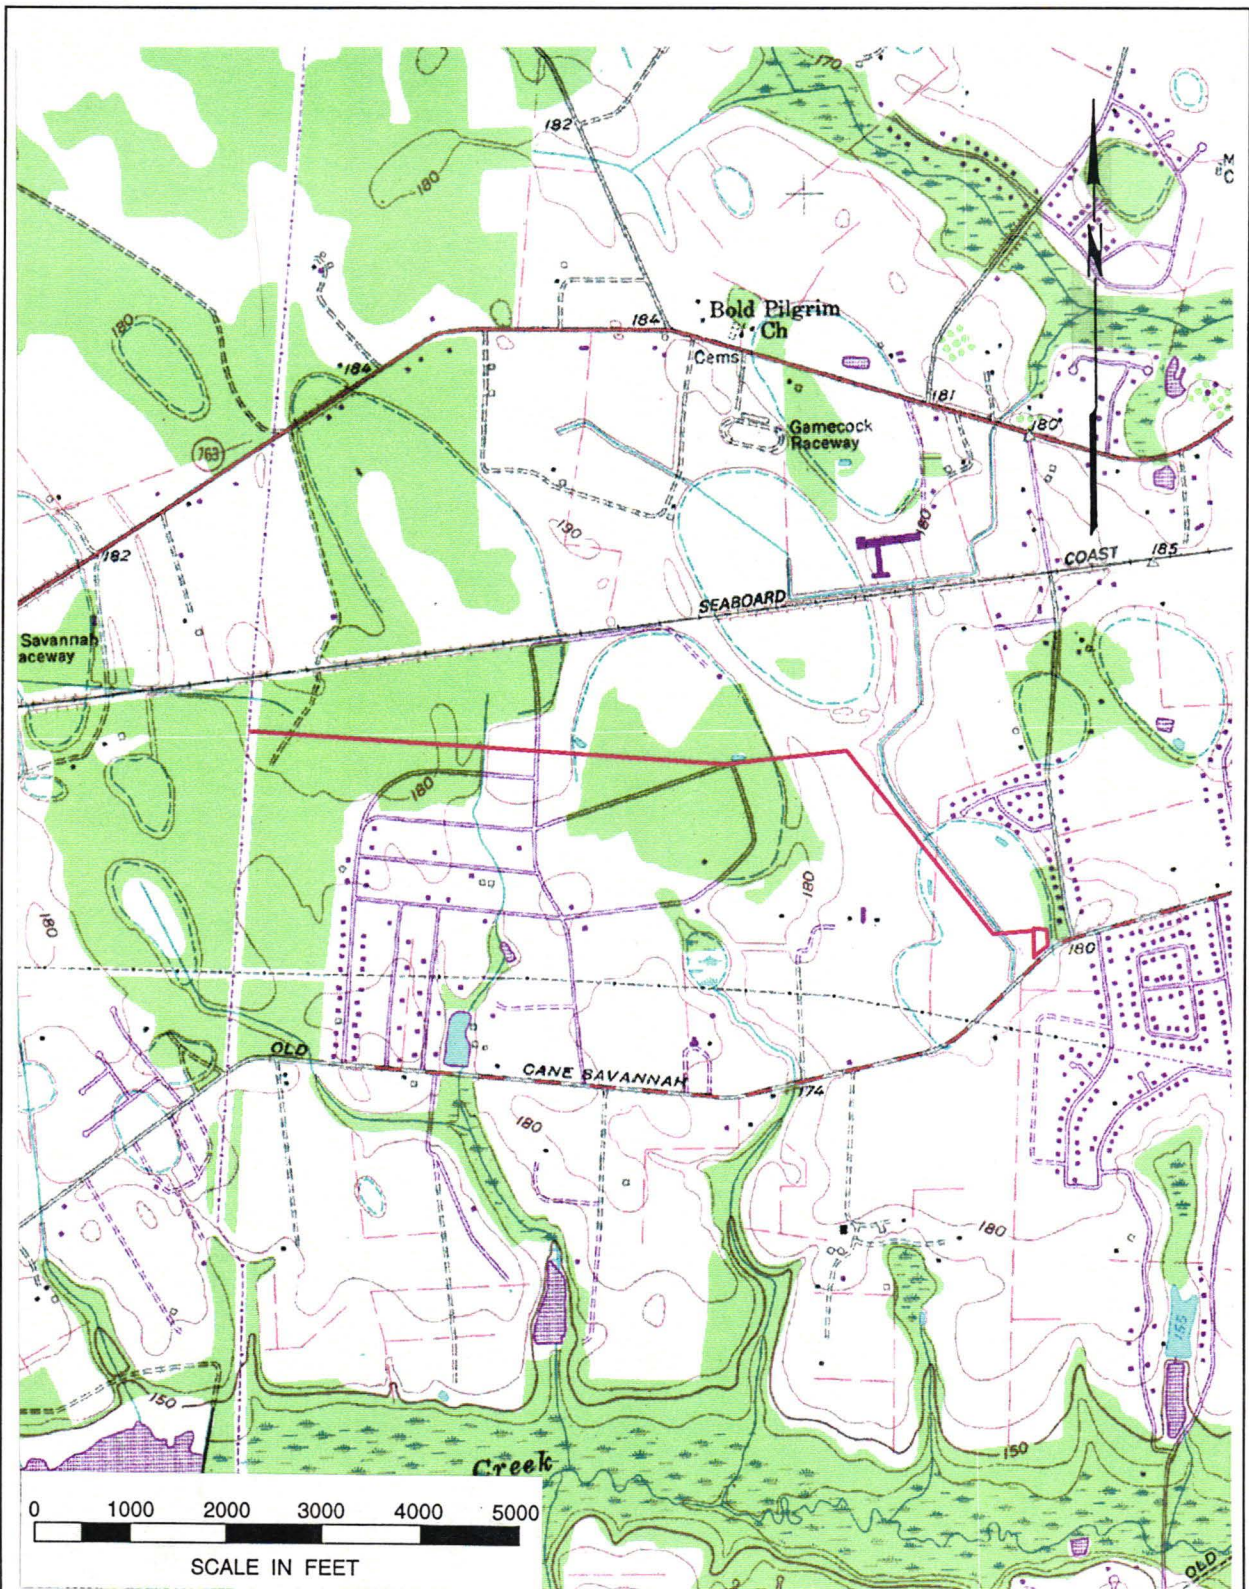 170
182
180
M
C
N
Bold Pilgrim
Ch
184
180
184
Cems
181
180
Gamecock
Raceway
763
190
180
182
COAST
185
SEABOARD
Savannah
aceway
180
180
180
180
OLD
CANE SAVANNAH
174
180
180
155
150
150
Creek
0 1000 2000 3000 4000 5000
SCALE IN FEET
OLD